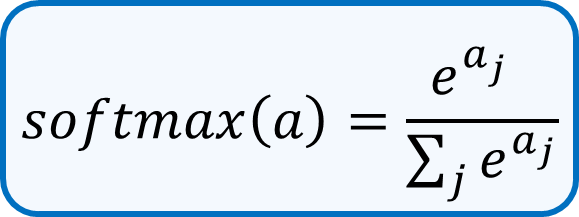 softmax(a) = e^{a_j} / ∑_j e^{a_j}